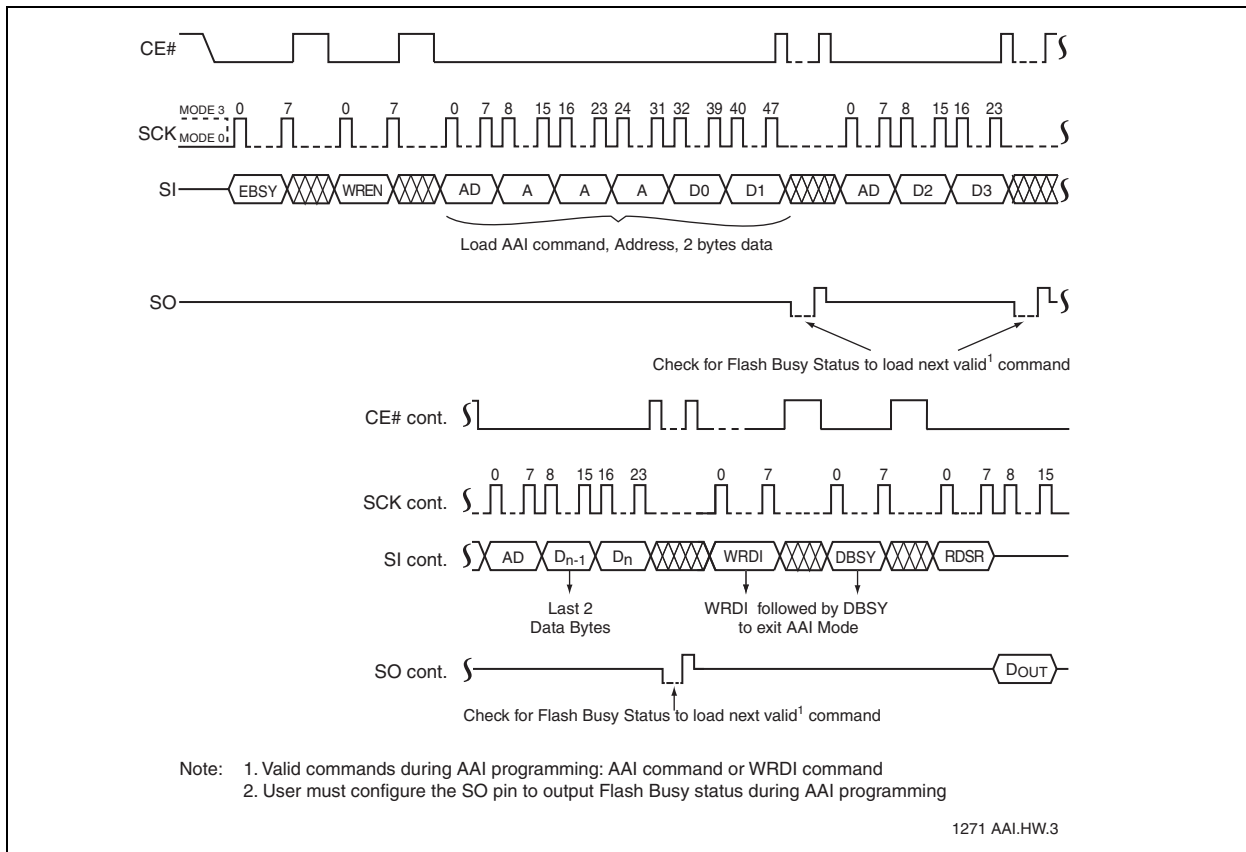 CE#
MODE 3
0 7 0 7 0 7 8 15 16 23 24 31 32 39 40 47 0 7 8 15 16 23
SCK
MODE 0
SI
EBSY WREN AD A A A D0 D1 AD D2 D3
Load AAI command, Address, 2 bytes data
SO
Check for Flash Busy Status to load next valid1 command
CE# cont.
0 7 8 15 16 23 0 7 0 7 0 7 8 15
SCK cont.
SI cont.
AD Dn-1 Dn WRDI DBSY RDSR
Last 2
Data Bytes
WRDI followed by DBSY
to exit AAI Mode
SO cont.
DOUT
Check for Flash Busy Status to load next valid1 command
Note: 1. Valid commands during AAI programming: AAI command or WRDI command
2. User must configure the SO pin to output Flash Busy status during AAI programming
1271 AAI.HW.3